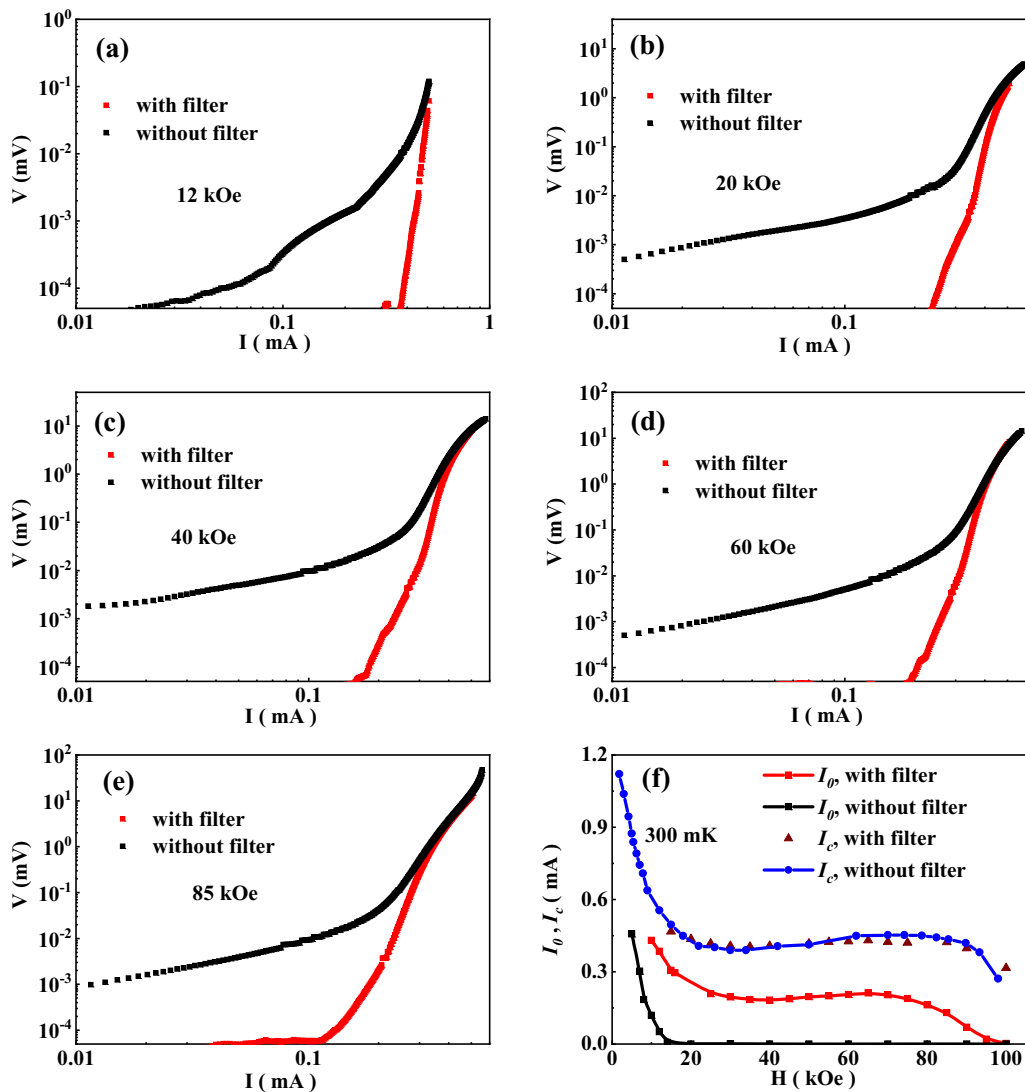 (a)
with filter
without filter
12 kOe
V (mV)
10^0
10^-1
10^-2
10^-3
10^-4
0.01
0.1
1
I ( mA)
(b)
with filter
without filter
20 kOe
V (mV)
10^1
10^0
10^-1
10^-2
10^-3
10^-4
0.01
0.1
I ( mA)
(c)
with filter
without filter
40 kOe
V (mV)
10^1
10^0
10^-1
10^-2
10^-3
10^-4
0.01
0.1
I ( mA)
(d)
with filter
without filter
60 kOe
V (mV)
10^2
10^1
10^0
10^-1
10^-2
10^-3
10^-4
0.01
0.1
I ( mA)
(e)
with filter
without filter
85 kOe
V (mV)
10^2
10^1
10^0
10^-1
10^-2
10^-3
10^-4
0.01
0.1
I ( mA)
(f)
I_0, with filter
I_0, without filter
I_c, with filter
I_c, without filter
300 mK
I_0 , I_c ( mA)
1.2
0.9
0.6
0.3
0.0
0
20
40
60
80
100
H ( kOe)